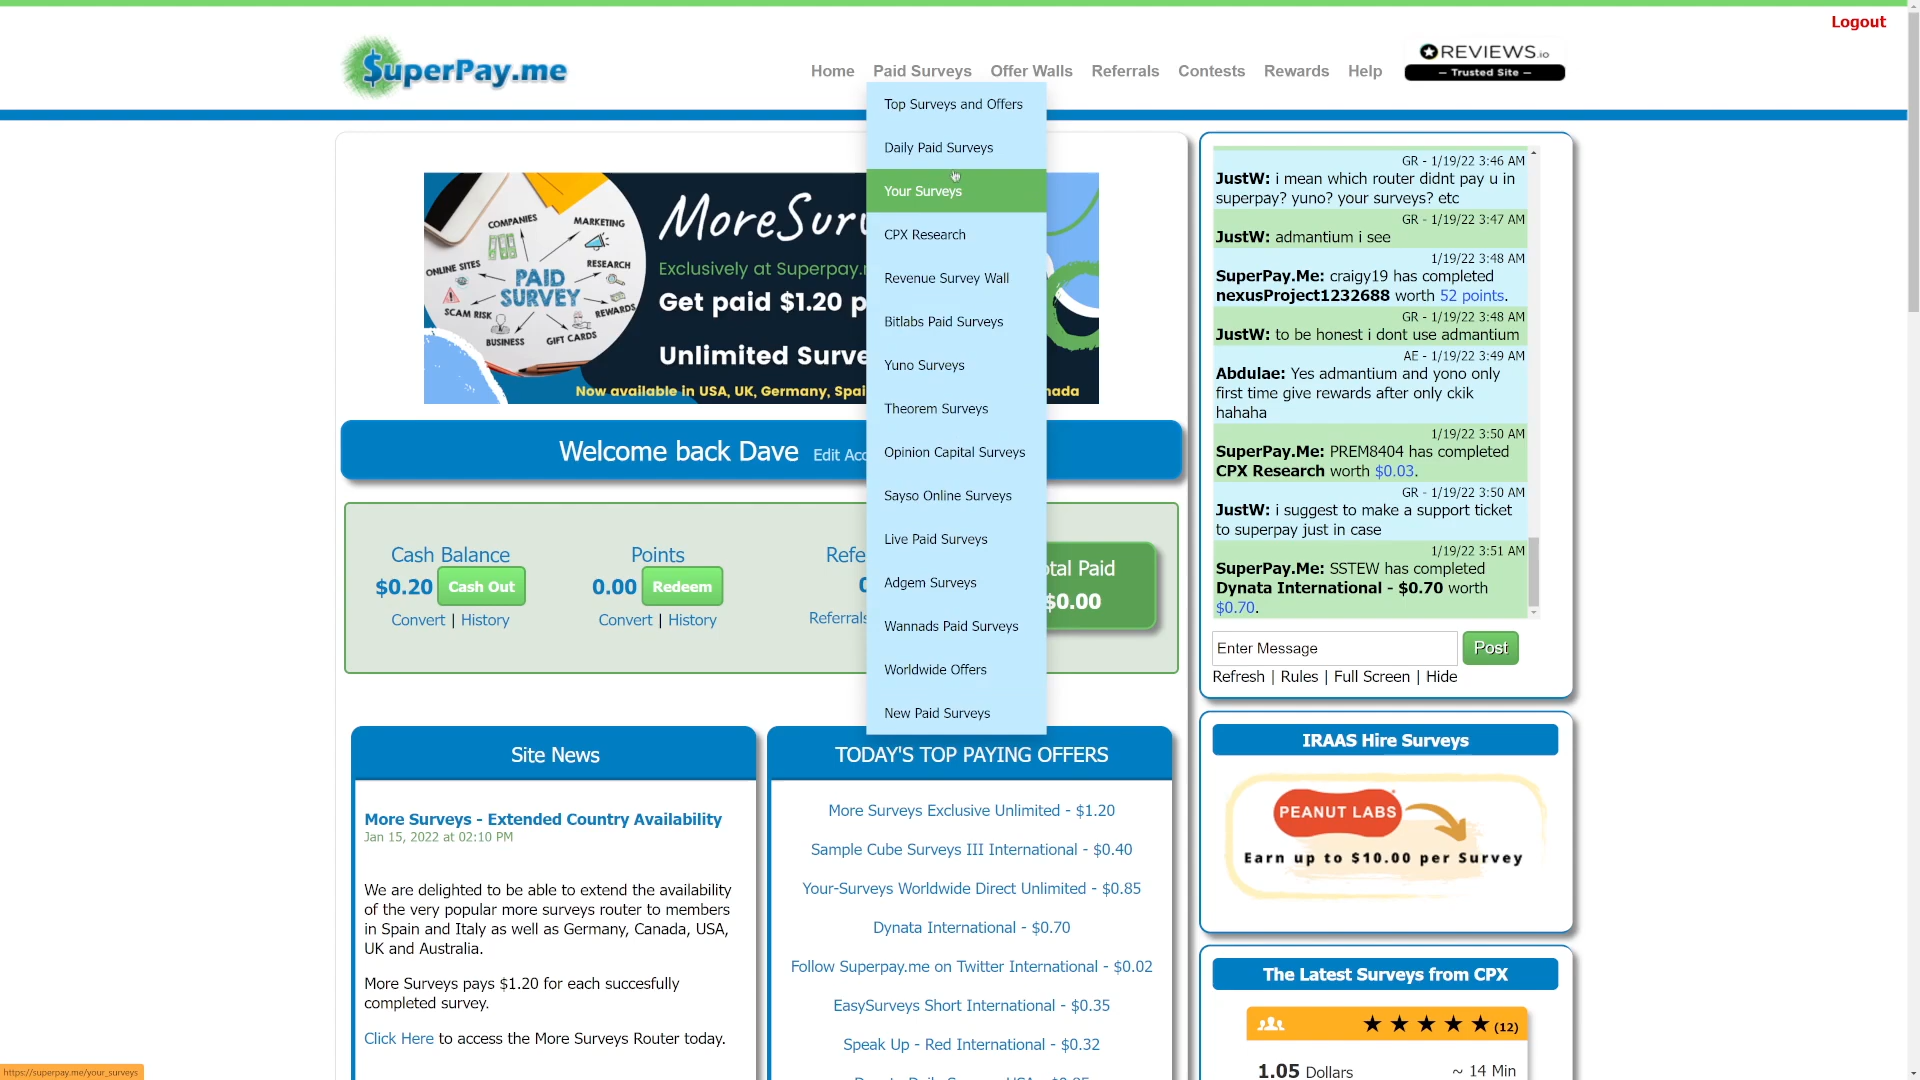 Logout
$uperPay.me
Home
Paid Surveys
Offer Walls
Referrals
Contests
Rewards
Help
REVIEWS.io
— Trusted Site —
Top Surveys and Offers
Daily Paid Surveys
Your Surveys
CPX Research
Revenue Survey Wall
Bitlabs Paid Surveys
Yuno Surveys
Theorem Surveys
Opinion Capital Surveys
Sayso Online Surveys
Live Paid Surveys
Adgem Surveys
Wannads Paid Surveys
Worldwide Offers
New Paid Surveys
COMPANIES
MARKETING
ONLINE SITES
RESEARCH
PAID
SURVEY
SCAM RISK
REWARDS
BUSINESS
GIFT CARDS
MoreSur
Exclusively at Superpay.
Get paid $1.20 p
Unlimited Surve
Now available in USA, UK, Germany, Spai
nada
Welcome back Dave Edit Acc
Cash Balance
$0.20 Cash Out
Convert | History
Points
0.00 Redeem
Convert | History
Refe
Referrals
otal Paid
$0.00
Site News
More Surveys - Extended Country Availability
Jan 15, 2022 at 02:10 PM
We are delighted to be able to extend the availability
of the very popular more surveys router to members
in Spain and Italy as well as Germany, Canada, USA,
UK and Australia.
More Surveys pays $1.20 for each succesfully
completed survey.
Click Here to access the More Surveys Router today.
TODAY'S TOP PAYING OFFERS
More Surveys Exclusive Unlimited - $1.20
Sample Cube Surveys III International - $0.40
Your-Surveys Worldwide Direct Unlimited - $0.85
Dynata International - $0.70
Follow Superpay.me on Twitter International - $0.02
EasySurveys Short International - $0.35
Speak Up - Red International - $0.32
GR - 1/19/22 3:46 AM
JustW: i mean which router didnt pay u in
superpay? yuno? your surveys? etc
GR - 1/19/22 3:47 AM
JustW: admantium i see
1/19/22 3:48 AM
SuperPay.Me: craigy19 has completed
nexusProject1232688 worth 52 points.
GR - 1/19/22 3:48 AM
JustW: to be honest i dont use admantium
AE - 1/19/22 3:49 AM
Abdulae: Yes admantium and yono only
first time give rewards after only ckik
hahaha
1/19/22 3:50 AM
SuperPay.Me: PREM8404 has completed
CPX Research worth $0.03.
GR - 1/19/22 3:50 AM
JustW: i suggest to make a support ticket
to superpay just in case
1/19/22 3:51 AM
SuperPay.Me: SSTEW has completed
Dynata International - $0.70 worth
$0.70.
Enter Message
Post
Refresh | Rules | Full Screen | Hide
IRAAS Hire Surveys
PEANUT LABS
Earn up to $10.00 per Survey
The Latest Surveys from CPX
(12)
1.05 Dollars
~ 14 Min
https://superpay.me/your_surveys